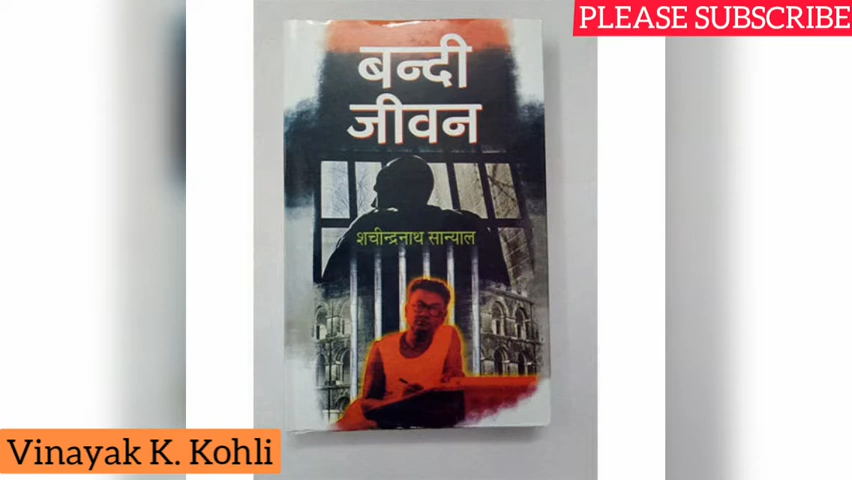 PLEASE SUBSCRIBE
बन्दी
जीवन
शचीन्द्रनाथ सान्याल
Vinayak K. Kohli